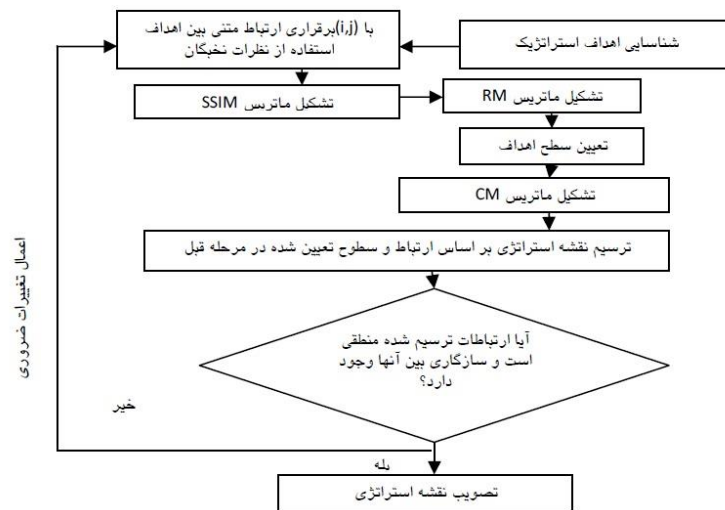 شناسایی اهداف استراتژیک
با (i,j)برقراری ارتباط متنی بین اهداف
استفاده از نظرات نخبگان
تشکیل ماتریس SSIM
تشکیل ماتریس RM
تعیین سطح اهداف
تشکیل ماتریس CM
ترسیم نقشه استراتژی بر اساس ارتباط و سطوح تعیین شده در مرحله قبل
آیا ارتباطات ترسیم شده منطقی
است و سازگاری بین آنها وجود
دارد؟
خیر
اعمال تغییرات ضروری
بله
تصویب نقشه استراتژی